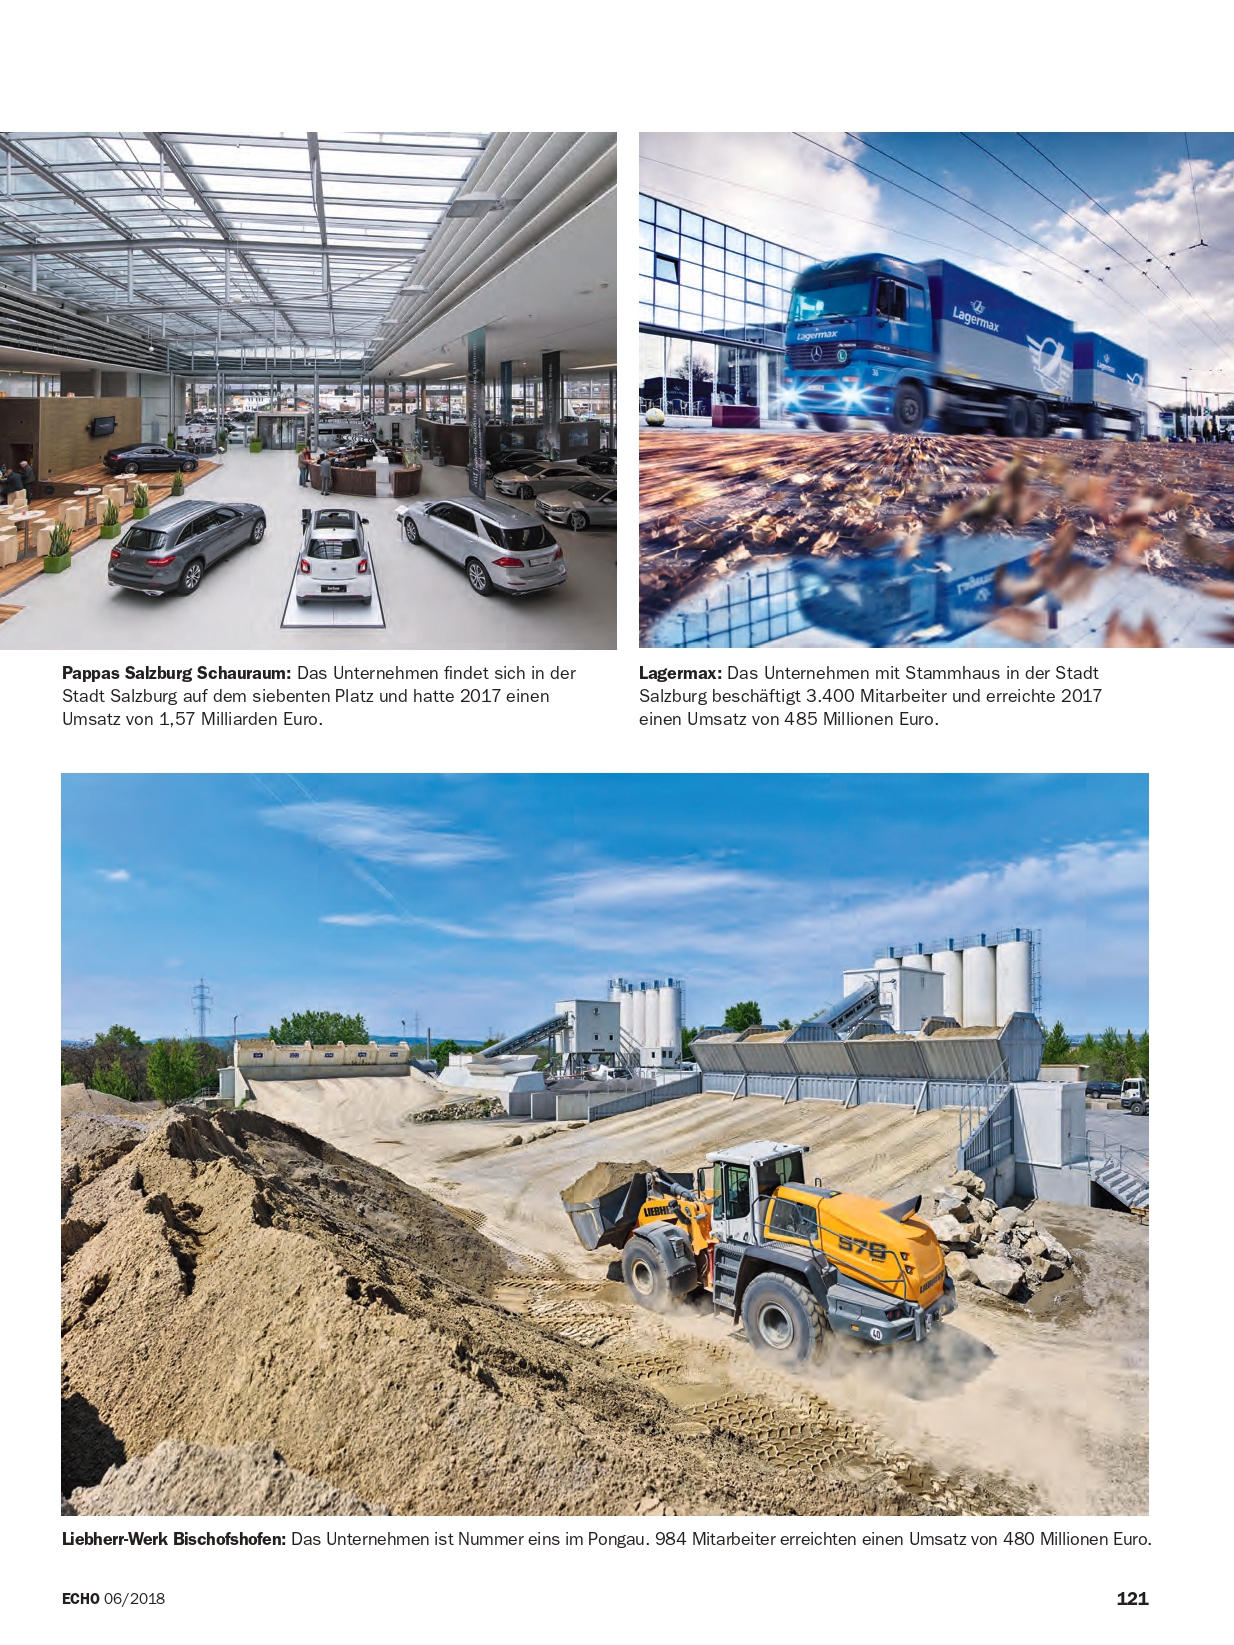 Lagermax
Lagermax
Lagermax
Pappas Salzburg Schauraum: Das Unternehmen findet sich in der
Stadt Salzburg auf dem siebenten Platz und hatte 2017 einen
Umsatz von 1,57 Milliarden Euro.
Lagermax: Das Unternehmen mit Stammhaus in der Stadt
Salzburg beschäftigt 3.400 Mitarbeiter und erreichte 2017
einen Umsatz von 485 Millionen Euro.
40
Liebherr-Werk Bischofshofen: Das Unternehmen ist Nummer eins im Pongau. 984 Mitarbeiter erreichten einen Umsatz von 480 Millionen Euro.
ECHO 06/2018
121